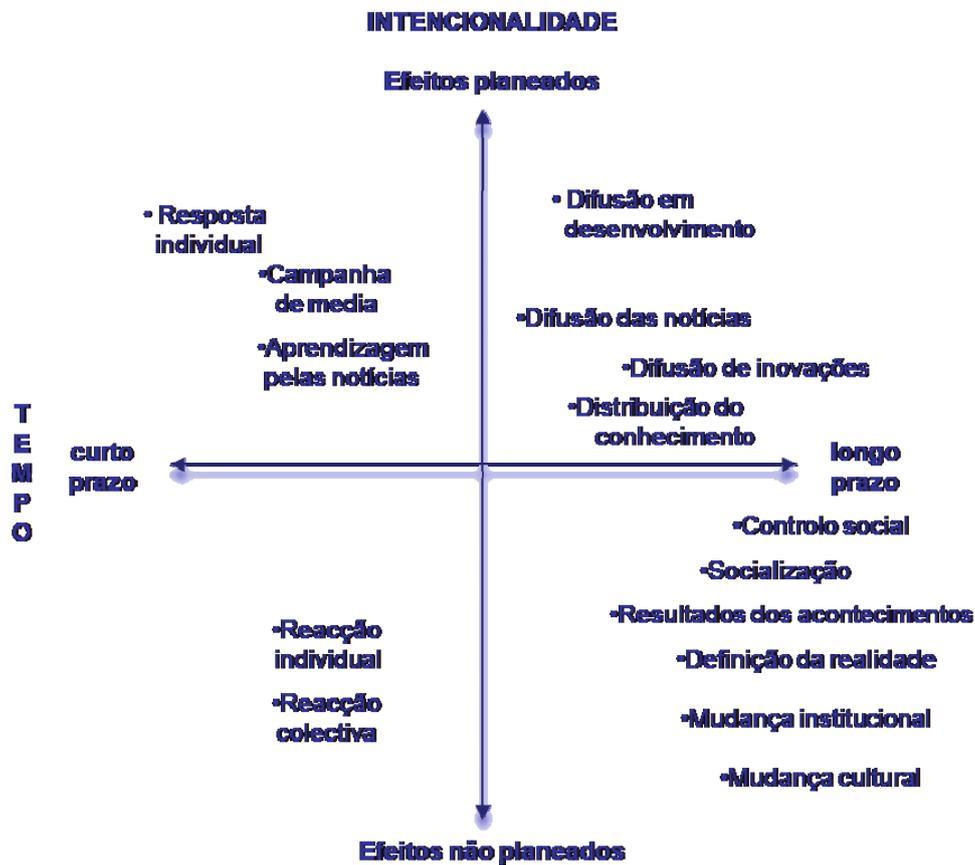 INTENCIONALIDADE
Efeitos planeados
• Resposta
individual
•Campanha
de media
•Aprendizagem
pelas notícias
• Difusão em
desenvolvimento
•Difusão das notícias
•Difusão de inovações
•Distribuição do
conhecimento
T
E
M
P
O
curto
prazo
longo
prazo
•Reacção
individual
•Reacção
colectiva
•Controlo social
•Socialização
•Resultados dos acontecimentos
•Definição da realidade
•Mudança institucional
•Mudança cultural
Efeitos não planeados